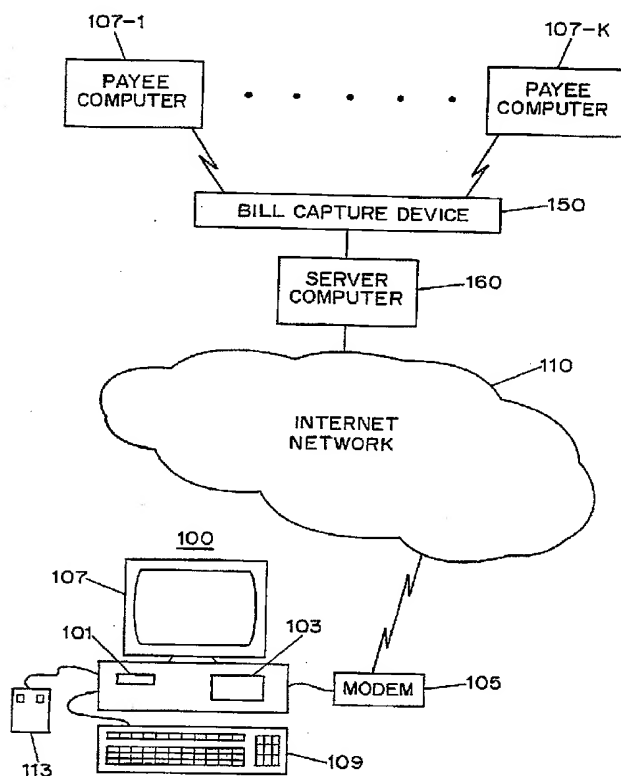 107-1
107-K
PAYEE
COMPUTER
PAYEE
COMPUTER
BILL CAPTURE DEVICE
150
SERVER
COMPUTER
160
110
INTERNET
NETWORK
100
107
101
103
MODEM
105
113
109